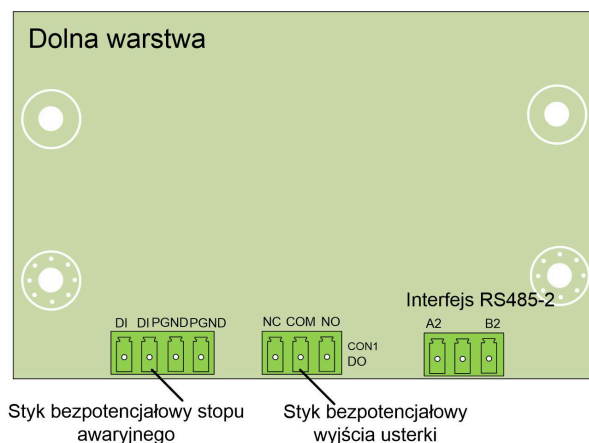 Dolna warstwa
Interfejs RS485-2
DI DI PGND PGND
NC COM NO
A2 B2
CON1
DO
Styk bezpotencjałowy stopu
awaryjnego
Styk bezpotencjałowy
wyjścia usterki